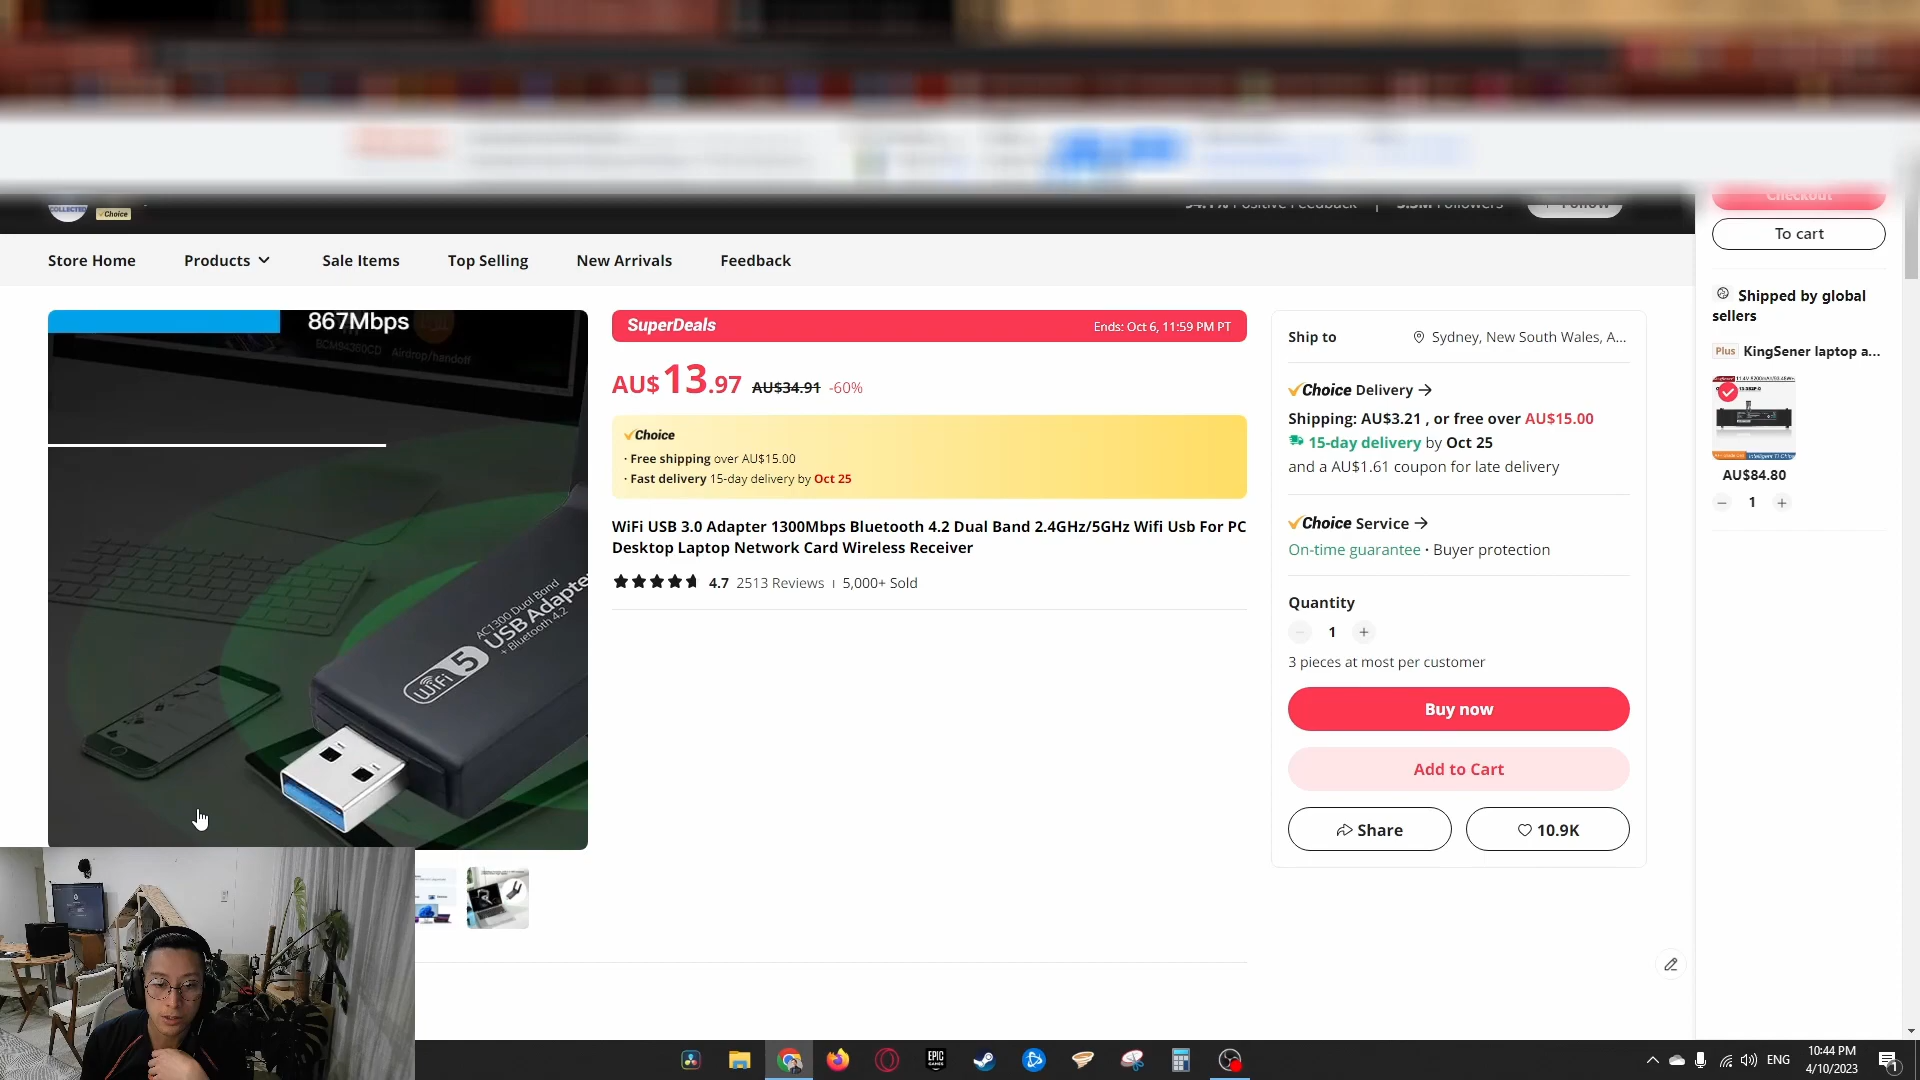 COLLECTED
Choice
Checkout
To cart
Store Home
Products
Sale Items
Top Selling
New Arrivals
Feedback
Shipped by global
sellers
Plus KingSener laptop a...
AU$84.80
1
867Mbps
BCM94360CD Airdrop/handoff
WiFi 5
AC1300 Dual Band
USB Adapte
+ Bluetooth 4.2
SuperDeals
Ends: Oct 6, 11:59 PM PT
AU$13.97 AU$34.91 -60%
Choice
· Free shipping over AU$15.00
· Fast delivery 15-day delivery by Oct 25
WiFi USB 3.0 Adapter 1300Mbps Bluetooth 4.2 Dual Band 2.4GHz/5GHz Wifi Usb For PC
Desktop Laptop Network Card Wireless Receiver
4.7 2513 Reviews 5,000+ Sold
Ship to
Sydney, New South Wales, A...
Choice Delivery
Shipping: AU$3.21 , or free over AU$15.00
15-day delivery by Oct 25
and a AU$1.61 coupon for late delivery
Choice Service
On-time guarantee · Buyer protection
Quantity
1
3 pieces at most per customer
Buy now
Add to Cart
Share
10.9K
EPIC
ENG
10:44 PM
4/10/2023
1